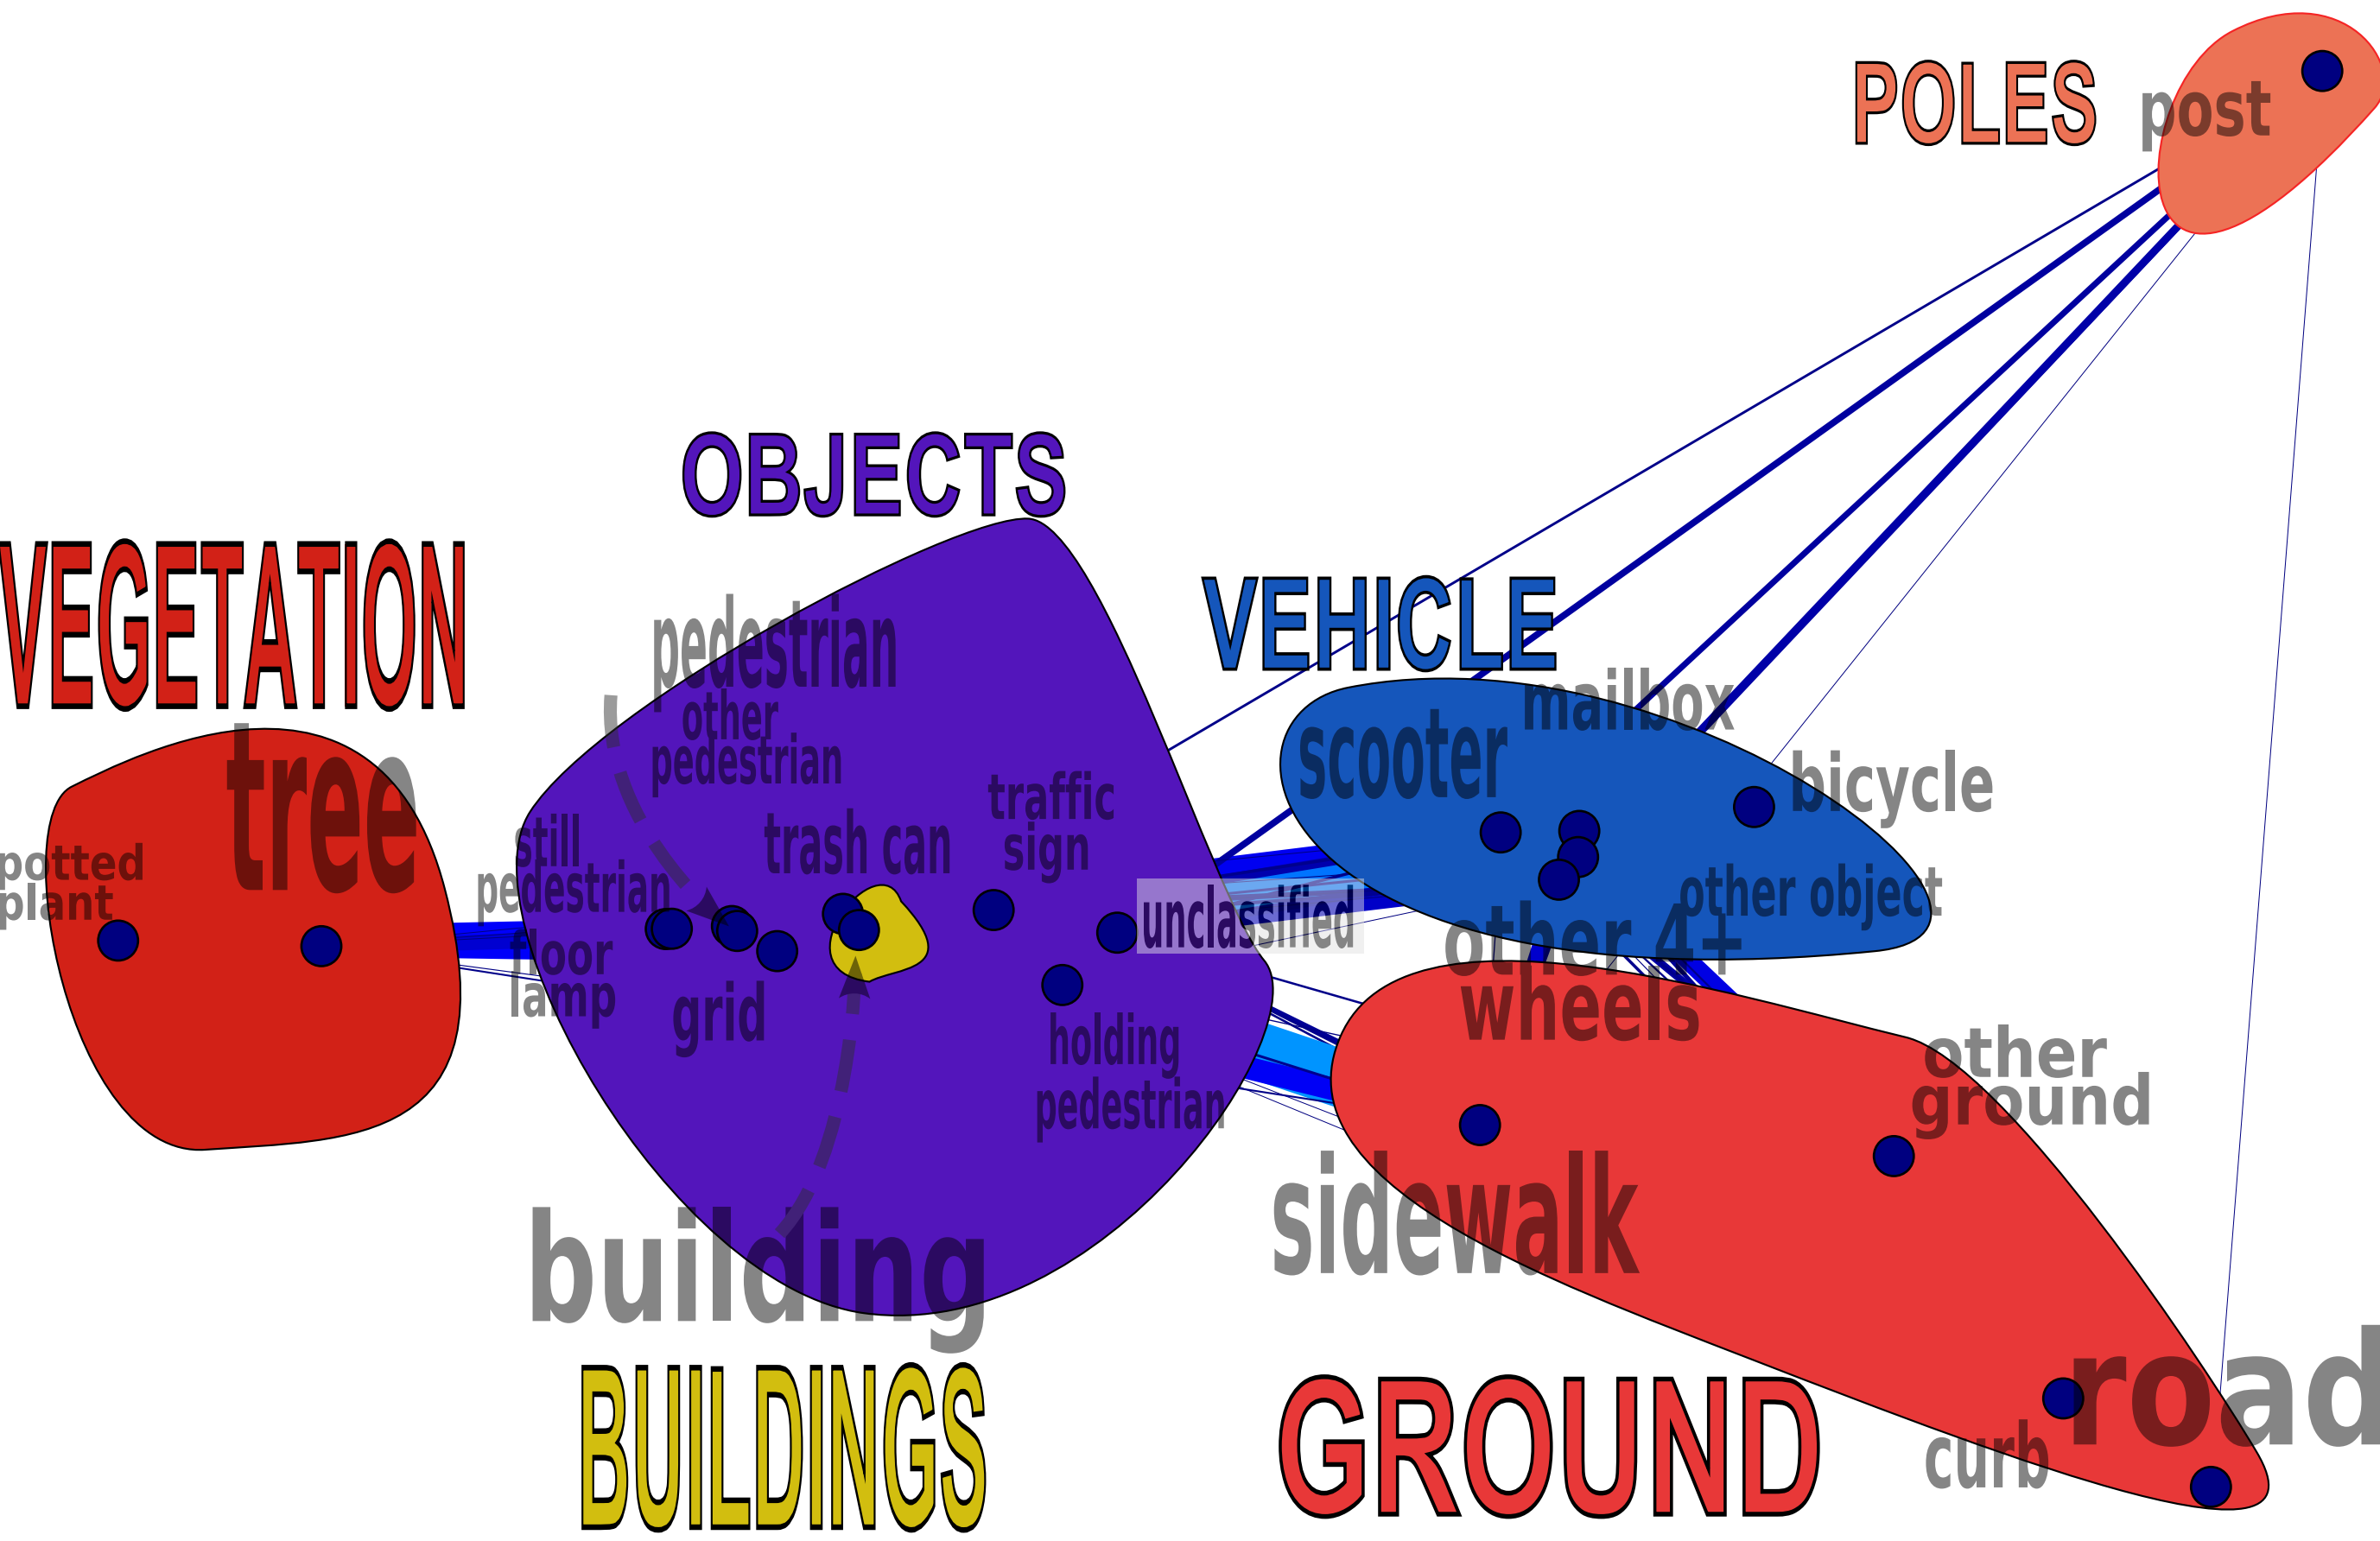 POLES
post
OBJECTS
VEGETATION
VEHICLE
pedestrian
other
pedestrian
mailbox
scooter
tree
bicycle
traffic
sign
trash can
still
pedestrian
potted
plant
other object
unclassified
floor
lamp
grid
other 4+
wheels
holding
pedestrian
other
ground
sidewalk
building
road
curb
BUILDINGS
GROUND